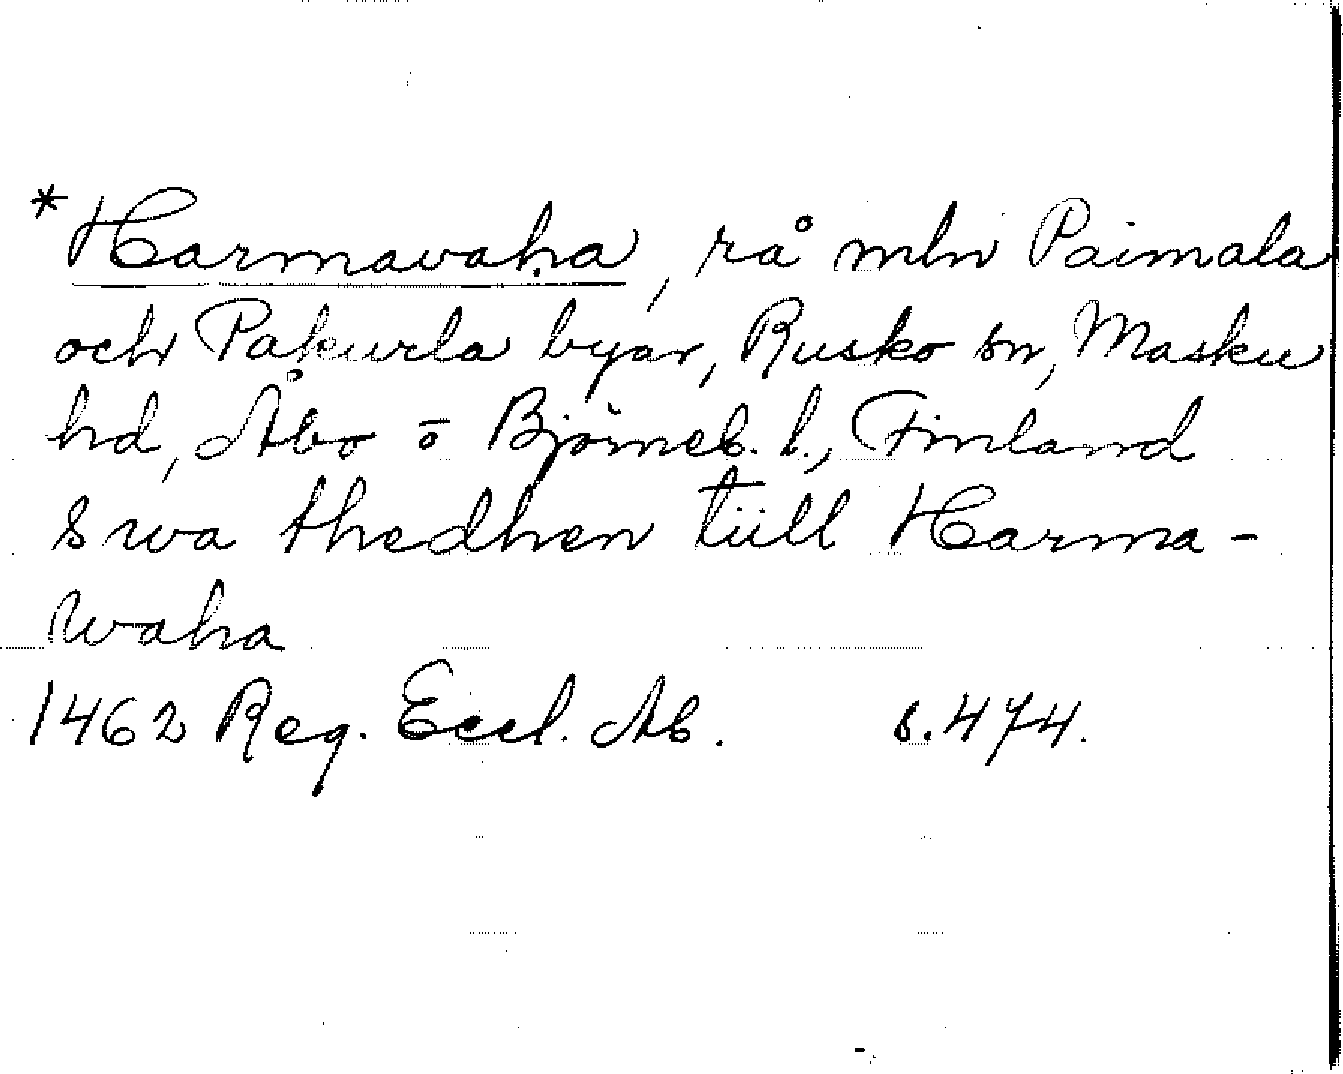 *Harmavaha, rå mln Paimala
och Pakurla byar, Rusko sn, Masku
hd, Åbo o Björneb. l., Finland
swa thedhen tiill Harma-
waha
1462 Reg. Eccl. Ab. s. 474.